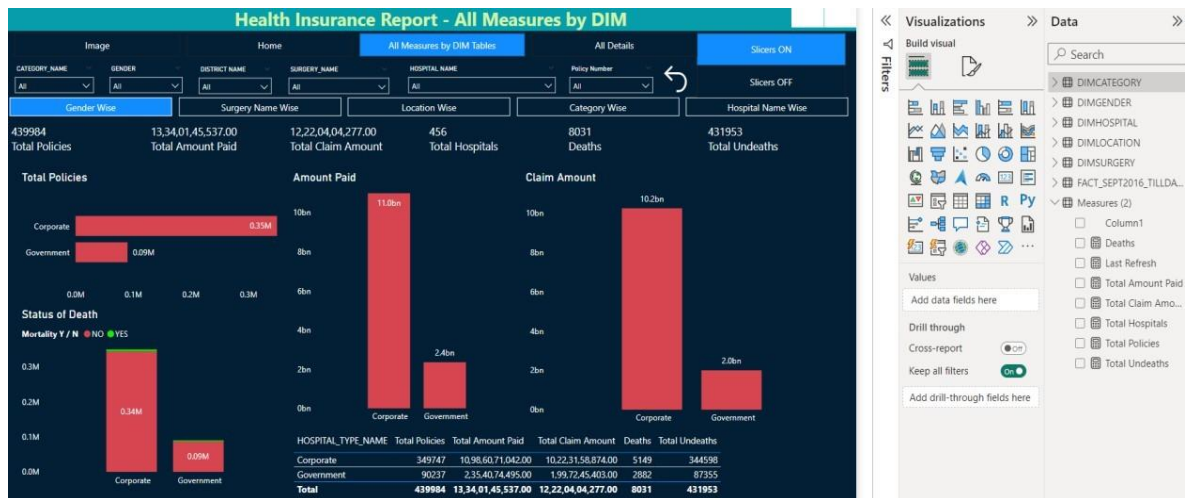 Health Insurance Report - All Measures by DIM
Image
Home
All Measures by DIM Tables
All Details
Slicers ON
Slicers OFF
CATEGORY_NAME
GENDER
DISTRICT NAME
SURGERY_NAME
HOSPITAL NAME
Policy Number
All
All
All
All
All
All
Gender Wise
Surgery Name Wise
Location Wise
Category Wise
Hospital Name Wise
439984
Total Policies
13,34,01,45,537.00
Total Amount Paid
12,22,04,04,277.00
Total Claim Amount
456
Total Hospitals
8031
Deaths
431953
Total Undeaths
Total Policies
Corporate
0.35M
Government
0.09M
0.0M 0.1M 0.2M 0.3M
Status of Death
Mortality Y / N NO YES
0.3M
0.2M
0.1M
0.0M
0.34M
0.09M
Corporate Government
Amount Paid
10bn
8bn
6bn
4bn
2bn
0bn
11.0bn
2.4bn
Corporate Government
Claim Amount
10bn
8bn
6bn
4bn
2bn
0bn
10.2bn
2.0bn
Corporate Government
HOSPITAL_TYPE_NAME Total Policies Total Amount Paid Total Claim Amount Deaths Total Undeaths
Corporate 349747 10,98,60,71,042.00 10,22,31,58,874.00 5149 344598
Government 90237 2,35,40,74,495.00 1,99,72,45,403.00 2882 87355
Total 439984 13,34,01,45,537.00 12,22,04,04,277.00 8031 431953
Filters
Visualizations
Build visual
R Py
Values
Add data fields here
Drill through
Cross-report Off
Keep all filters On
Add drill-through fields here
Data
Search
DIMCATEGORY
DIMGENDER
DIMHOSPITAL
DIMLOCATION
DIMSURGERY
FACT_SEPT2016_TILLDA...
Measures (2)
Column1
Deaths
Last Refresh
Total Amount Paid
Total Claim Amo...
Total Hospitals
Total Policies
Total Undeaths